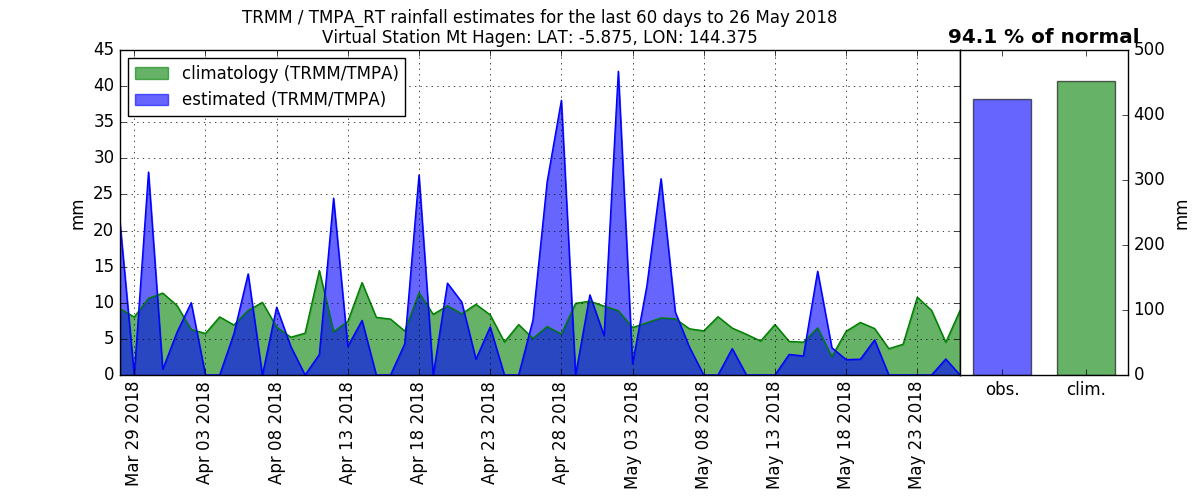 TRMM / TMPA_RT rainfall estimates for the last 60 days to 26 May 2018
Virtual Station Mt Hagen: LAT: -5.875, LON: 144.375
94.1 % of normal
climatology (TRMM/TMPA)
estimated (TRMM/TMPA)
45
40
35
30
25
20
15
10
5
0
mm
500
400
300
200
100
0
mm
Mar 29 2018
Apr 03 2018
Apr 08 2018
Apr 13 2018
Apr 18 2018
Apr 23 2018
Apr 28 2018
May 03 2018
May 08 2018
May 13 2018
May 18 2018
May 23 2018
obs.
clim.